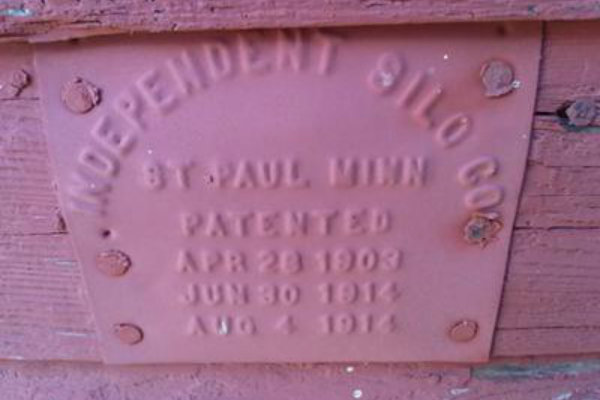 INDEPENDENT SILO CO
ST PAUL MINN
PATENTED
APR 28 1903
JUN 30 1914
AUG 4 1914